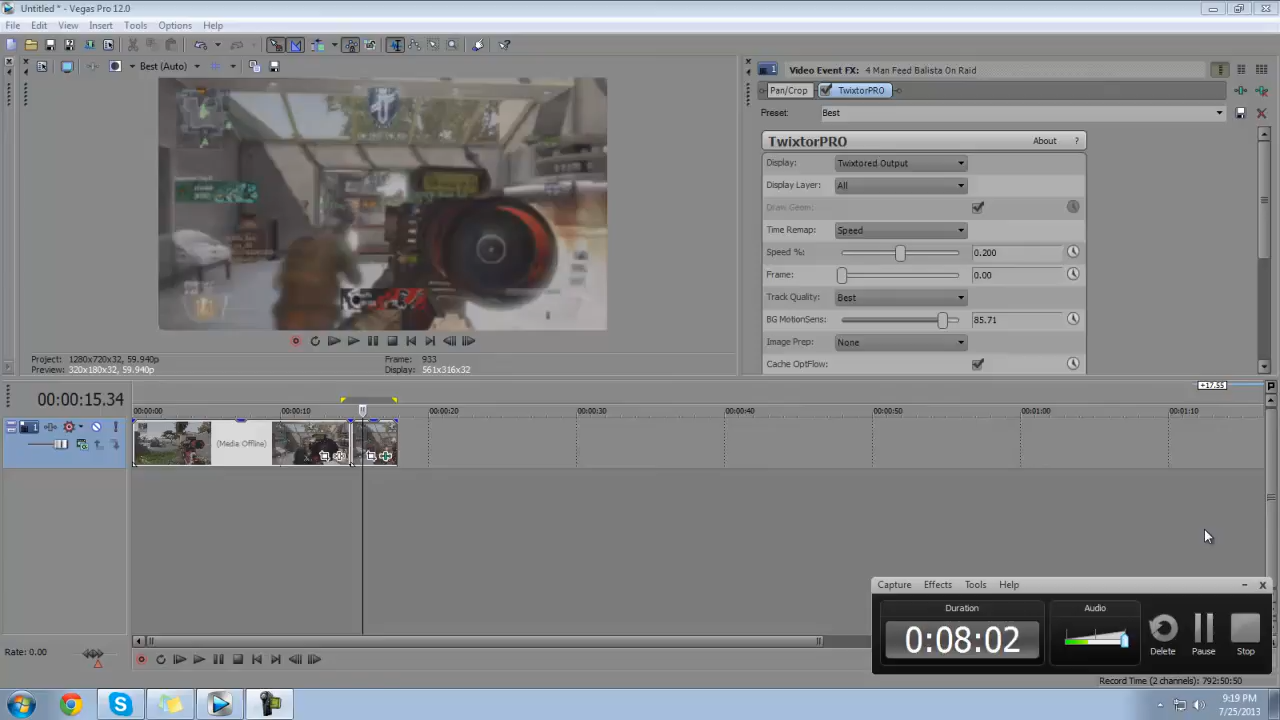 Untitled * - Vegas Pro 12.0
File Edit View Insert Tools Options Help
Best (Auto)
Video Event FX: 4 Man Feed Balista On Raid
Pan/Crop TwixtorPRO
Preset: Best
TwixtorPRO About ?
Display: Twixtored Output
Display Layer: All
Draw Geom:
Time Remap: Speed
Speed %: 0.200
Frame: 0.00
Track Quality: Best
BG MotionSens: 85.71
Image Prep: None
Cache OptFlow:
Project: 1280x720x32, 59.940p
Preview: 320x180x32, 59.940p
Frame: 933
Display: 561x316x32
+17.55
00:00:15.34
00:00:00 00:00:10 00:00:20 00:00:30 00:00:40 00:00:50 00:01:00 00:01:10
1
(Media Offline)
Capture Effects Tools Help
Duration
0:08:02
Audio
Delete Pause Stop
Rate: 0.00
Record Time (2 channels): 792:50:50
9:19 PM
7/25/2013